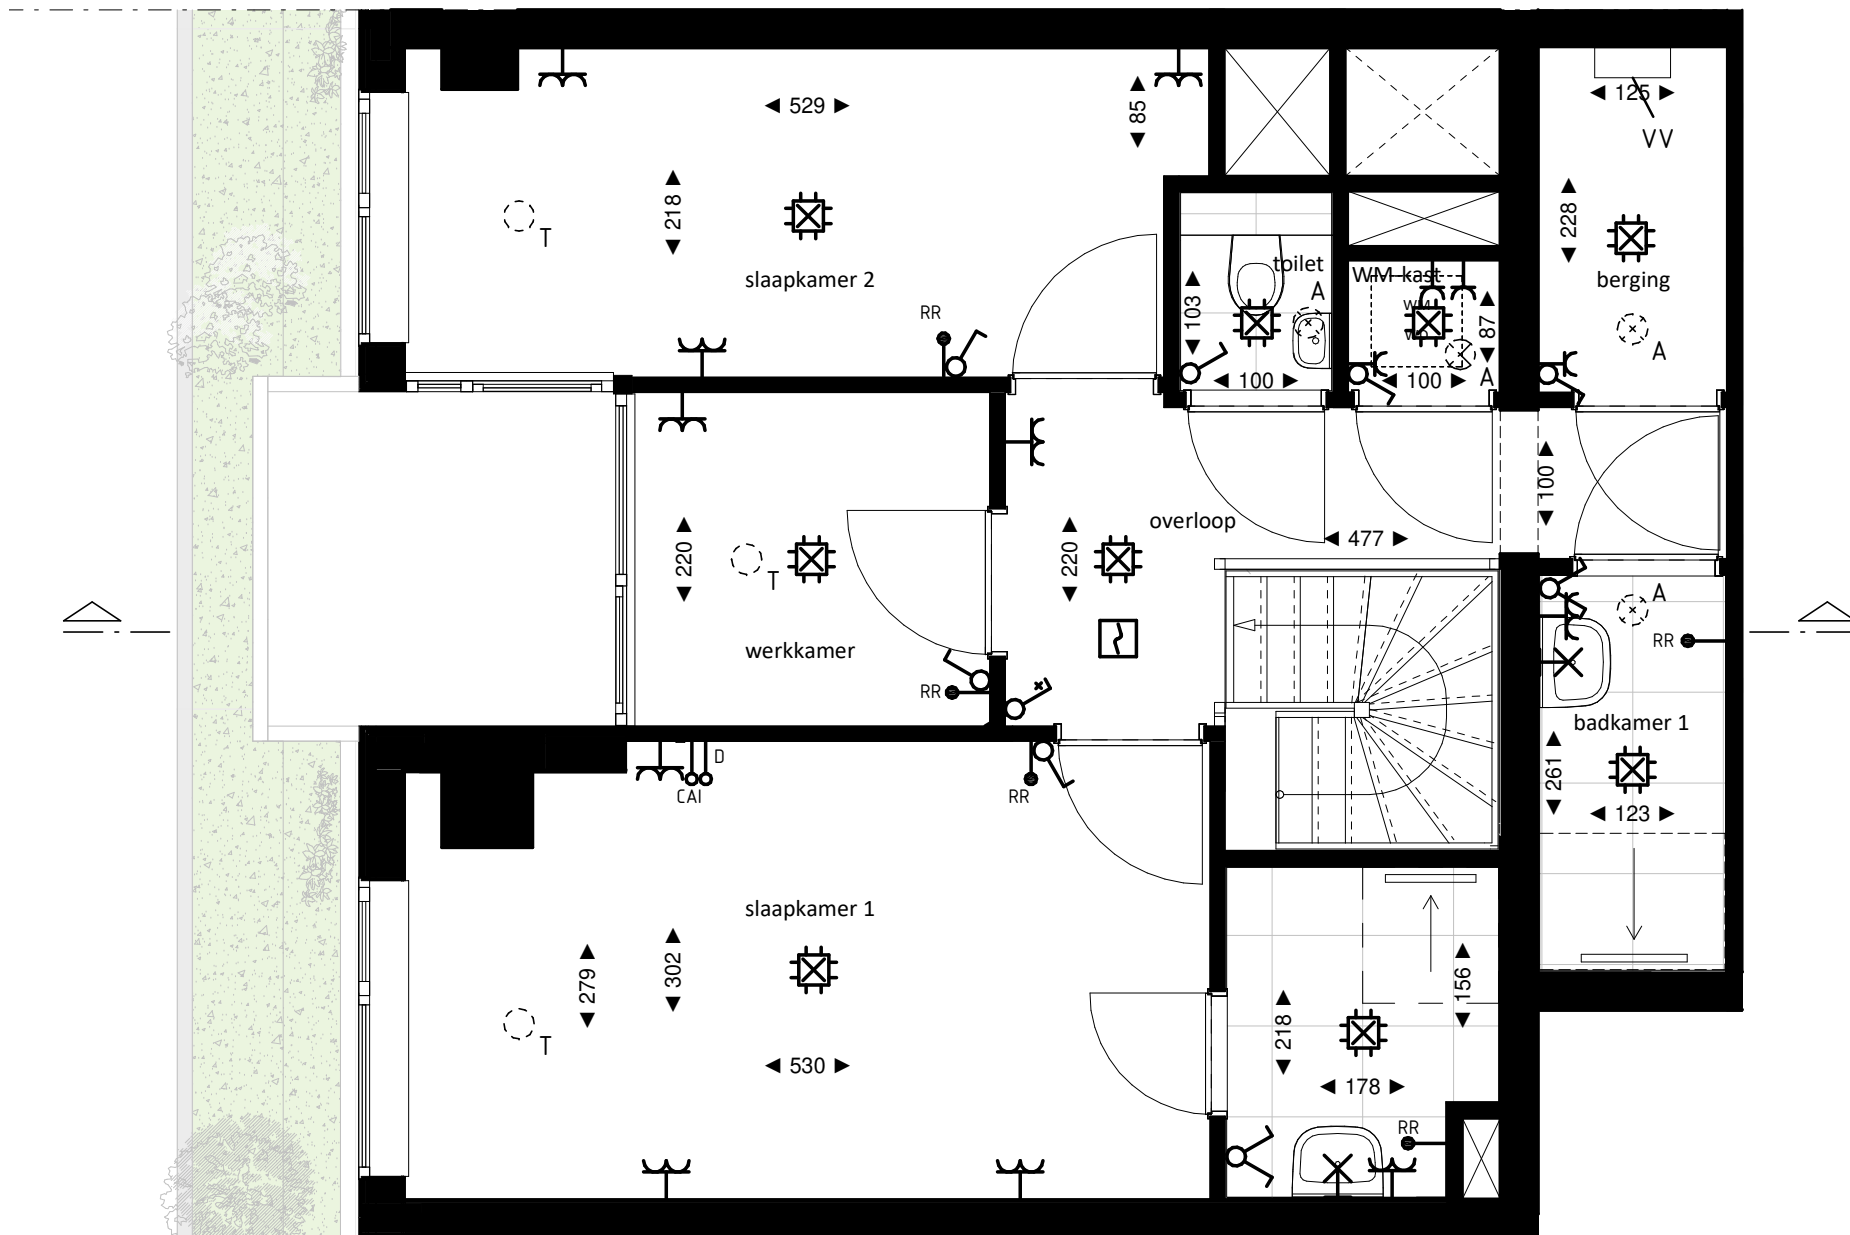 529
85
125
VV
218
T
slaapkamer 2
RR
103
toilet
A
100
WM-kast
WM
87
A
100
228
berging
A
220
T
werkkamer
RR
220
overloop
477
100
A
RR
badkamer 1
261
123
D
CAI
RR
slaapkamer 1
279
302
T
530
156
218
178
RR